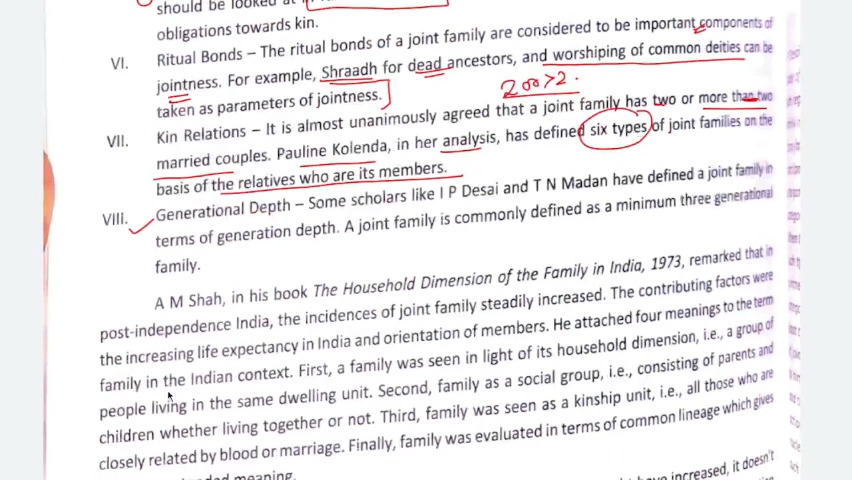 should be looked at
obligations towards kin.
VI. Ritual Bonds – The ritual bonds of a joint family are considered to be important components of
jointness. For example, Shraadh for dead ancestors, and worshiping of common deities can be
taken as parameters of jointness.
2 00 > 2.
VII. Kin Relations – It is almost unanimously agreed that a joint family has two or more than two
married couples. Pauline Kolenda, in her analysis, has defined six types of joint families on the
basis of the relatives who are its members.
VIII. Generational Depth – Some scholars like I P Desai and T N Madan have defined a joint family in
terms of generation depth. A joint family is commonly defined as a minimum three generational
family.
A M Shah, in his book The Household Dimension of the Family in India, 1973, remarked that in
post-independence India, the incidences of joint family steadily increased. The contributing factors were
the increasing life expectancy in India and orientation of members. He attached four meanings to the term
family in the Indian context. First, a family was seen in light of its household dimension, i.e., a group of
people living in the same dwelling unit. Second, family as a social group, i.e., consisting of parents and
children whether living together or not. Third, family was seen as a kinship unit, i.e., all those who are
closely related by blood or marriage. Finally, family was evaluated in terms of common lineage which gives
meaning.
increased, it doesn't